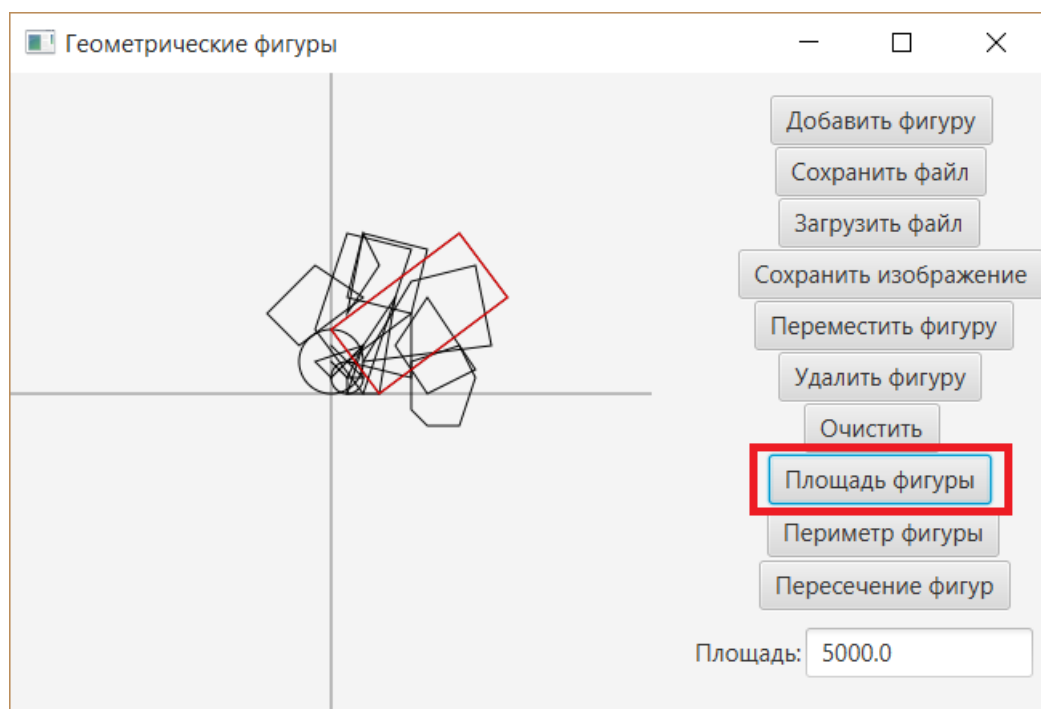 Геометрические фигуры
Добавить фигуру
Сохранить файл
Загрузить файл
Сохранить изображение
Переместить фигуру
Удалить фигуру
Очистить
Площадь фигуры
Периметр фигуры
Пересечение фигур
Площадь: 5000.0